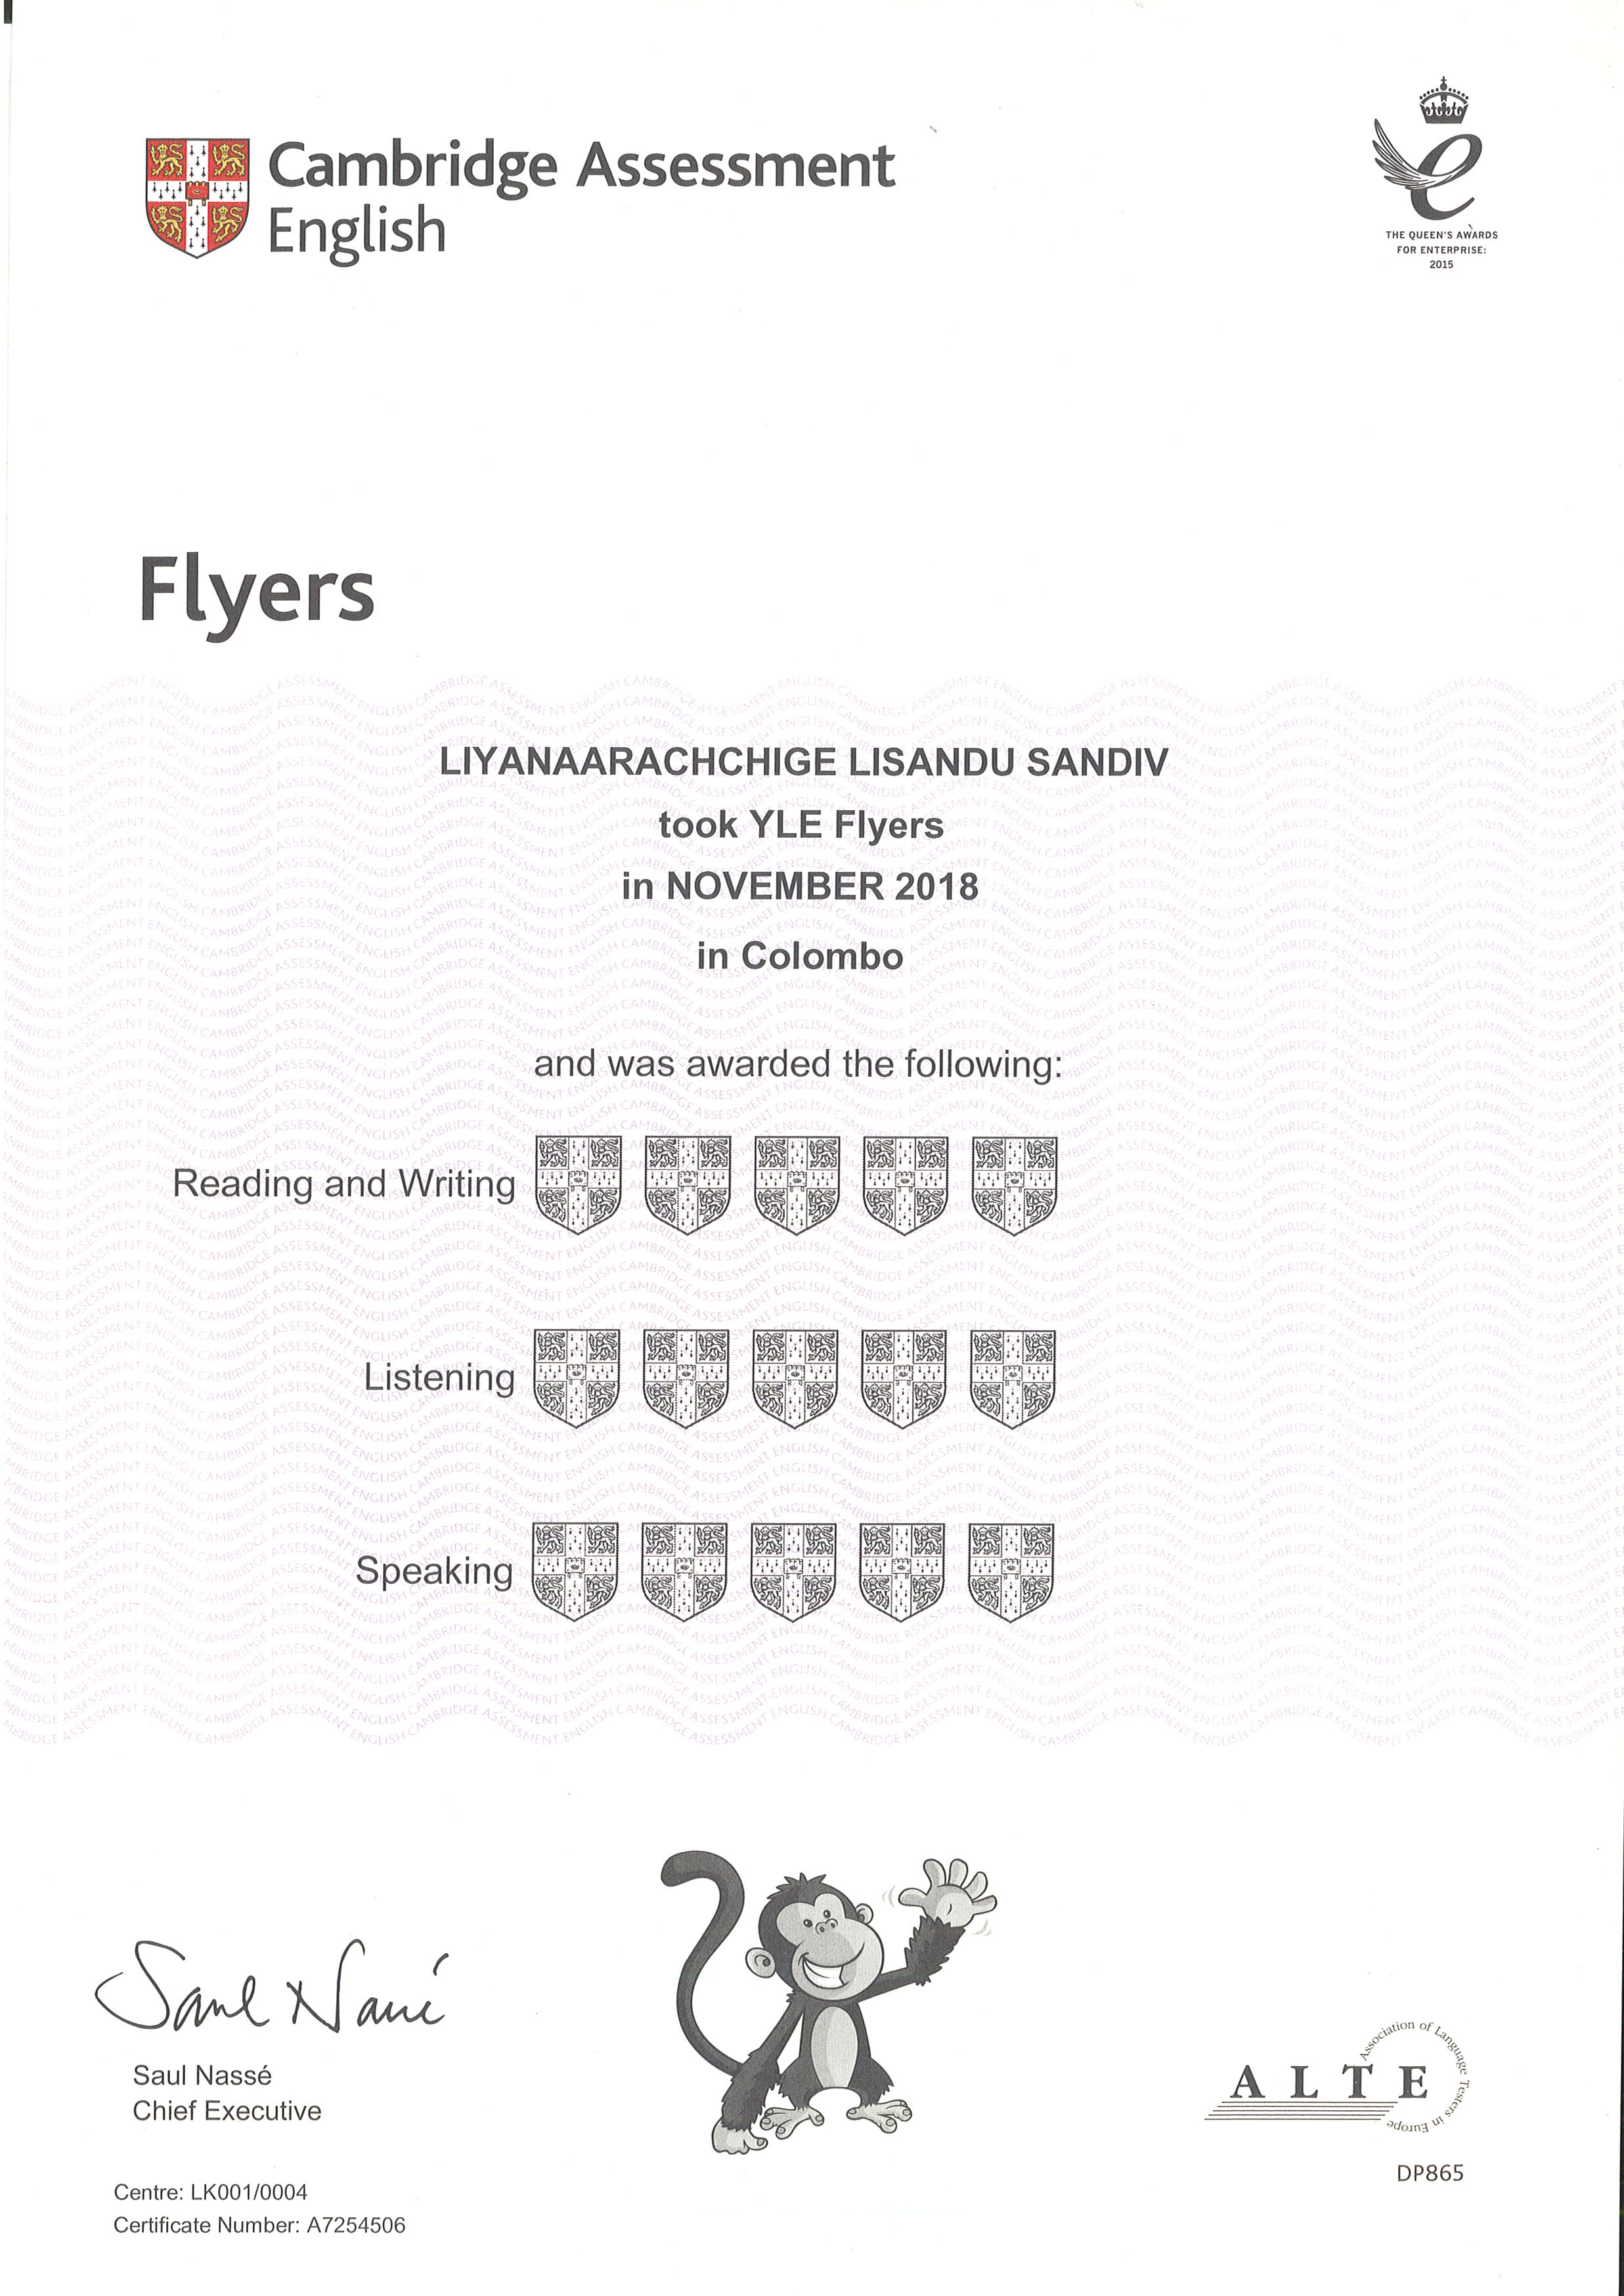 Cambridge Assessment
English
THE QUEEN'S AWARDS
FOR ENTERPRISE:
2015
Flyers
LIYANAARACHCHIGE LISANDU SANDIV
took YLE Flyers
in NOVEMBER 2018
in Colombo
and was awarded the following:
Reading and Writing
Listening
Speaking
Saul Nassé
Saul Nassé
Chief Executive
ALTE
Association of Language Testers in Europe
DP865
Centre: LK001/0004
Certificate Number: A7254506